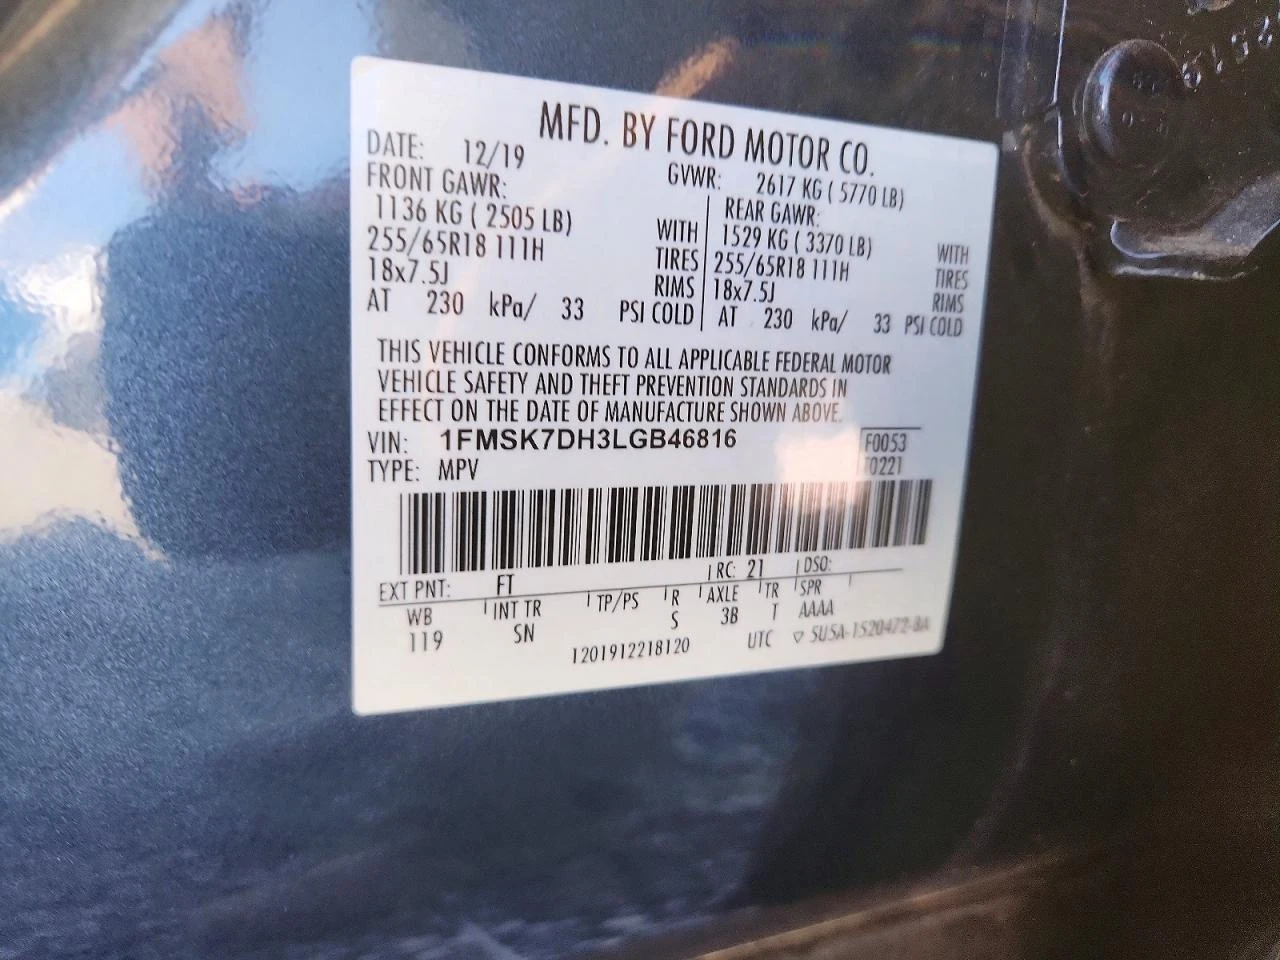 MFD. BY FORD MOTOR CO.
DATE: 12/19 GVWR: 2617 KG ( 5770 LB)
FRONT GAWR: REAR GAWR:
1136 KG ( 2505 LB) WITH 1529 KG ( 3370 LB) WITH
255/65R18 111H TIRES 255/65R18 111H TIRES
18x7.5J RIMS 18x7.5J RIMS
AT 230 kPa/ 33 PSI COLD AT 230 kPa/ 33 PSI COLD
THIS VEHICLE CONFORMS TO ALL APPLICABLE FEDERAL MOTOR
VEHICLE SAFETY AND THEFT PREVENTION STANDARDS IN
EFFECT ON THE DATE OF MANUFACTURE SHOWN ABOVE.
VIN: 1FMSK7DH3LGB46816 F0053
TYPE: MPV T0221
EXT PNT: FT RC: 21 DSO:
WB INT TR TP/PS R AXLE TR SPR
119 SN S 3B T AAAA
1201912218120 UTC ▽ 5U5A-1520472-BA